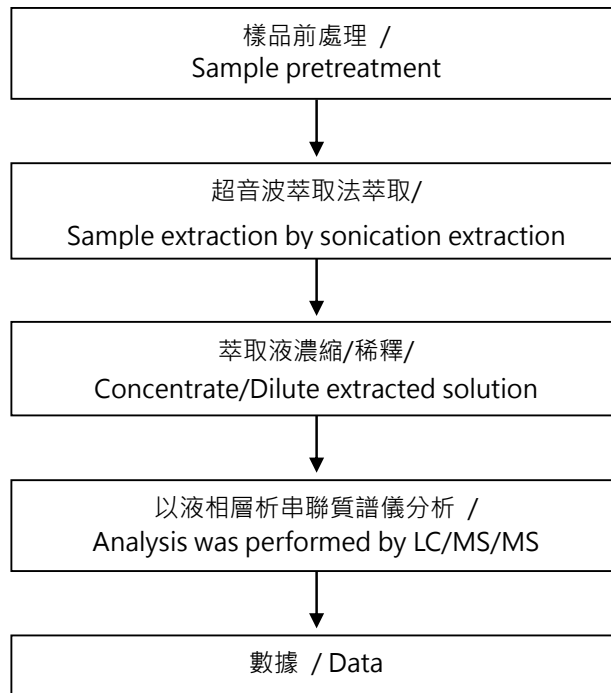 樣品前處理 /
Sample pretreatment
超音波萃取法萃取/
Sample extraction by sonication extraction
萃取液濃縮/稀釋/
Concentrate/Dilute extracted solution
以液相層析串聯質譜儀分析 /
Analysis was performed by LC/MS/MS
數據 / Data